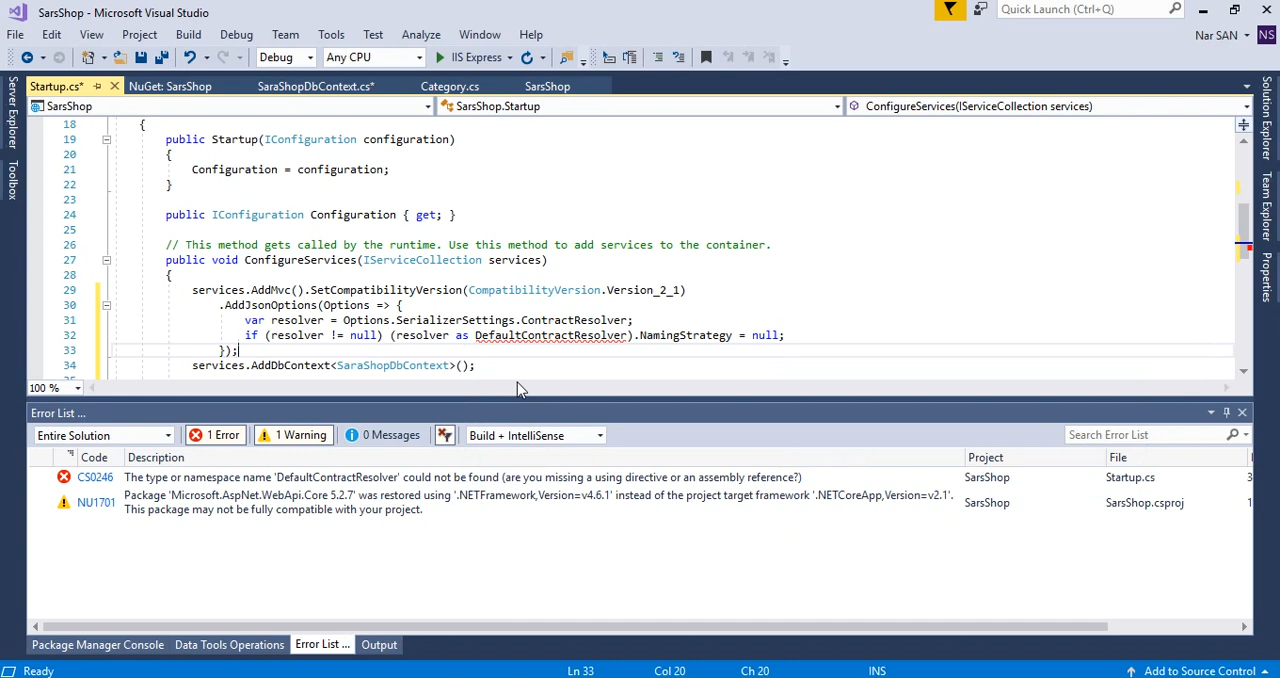 SarsShop - Microsoft Visual Studio
Quick Launch (Ctrl+Q)
File Edit View Project Build Debug Team Tools Test Analyze Window Help
Nar SAN NS
Debug Any CPU IIS Express
Startup.cs* NuGet: SarsShop SaraShopDbContext.cs* Category.cs SarsShop
SarsShop SarsShop.Startup ConfigureServices(IServiceCollection services)
Server Explorer
Toolbox
Solution Explorer
Team Explorer
Properties
18 {
19 public Startup(IConfiguration configuration)
20 {
21 Configuration = configuration;
22 }
23
24 public IConfiguration Configuration { get; }
25
26 // This method gets called by the runtime. Use this method to add services to the container.
27 public void ConfigureServices(IServiceCollection services)
28 {
29 services.AddMvc().SetCompatibilityVersion(CompatibilityVersion.Version_2_1)
30 .AddJsonOptions(Options => {
31 var resolver = Options.SerializerSettings.ContractResolver;
32 if (resolver != null) (resolver as DefaultContractResolver).NamingStrategy = null;
33 });
34 services.AddDbContext<SaraShopDbContext>();
100 %
Error List ...
Entire Solution 1 Error 1 Warning 0 Messages Build + IntelliSense Search Error List
Code Description Project File
CS0246 The type or namespace name 'DefaultContractResolver' could not be found (are you missing a using directive or an assembly reference?) SarsShop Startup.cs 3
NU1701 Package 'Microsoft.AspNet.WebApi.Core 5.2.7' was restored using '.NETFramework,Version=v4.6.1' instead of the project target framework '.NETCoreApp,Version=v2.1'. This package may not be fully compatible with your project. SarsShop SarsShop.csproj 1
Package Manager Console Data Tools Operations Error List ... Output
Ready Ln 33 Col 20 Ch 20 INS Add to Source Control